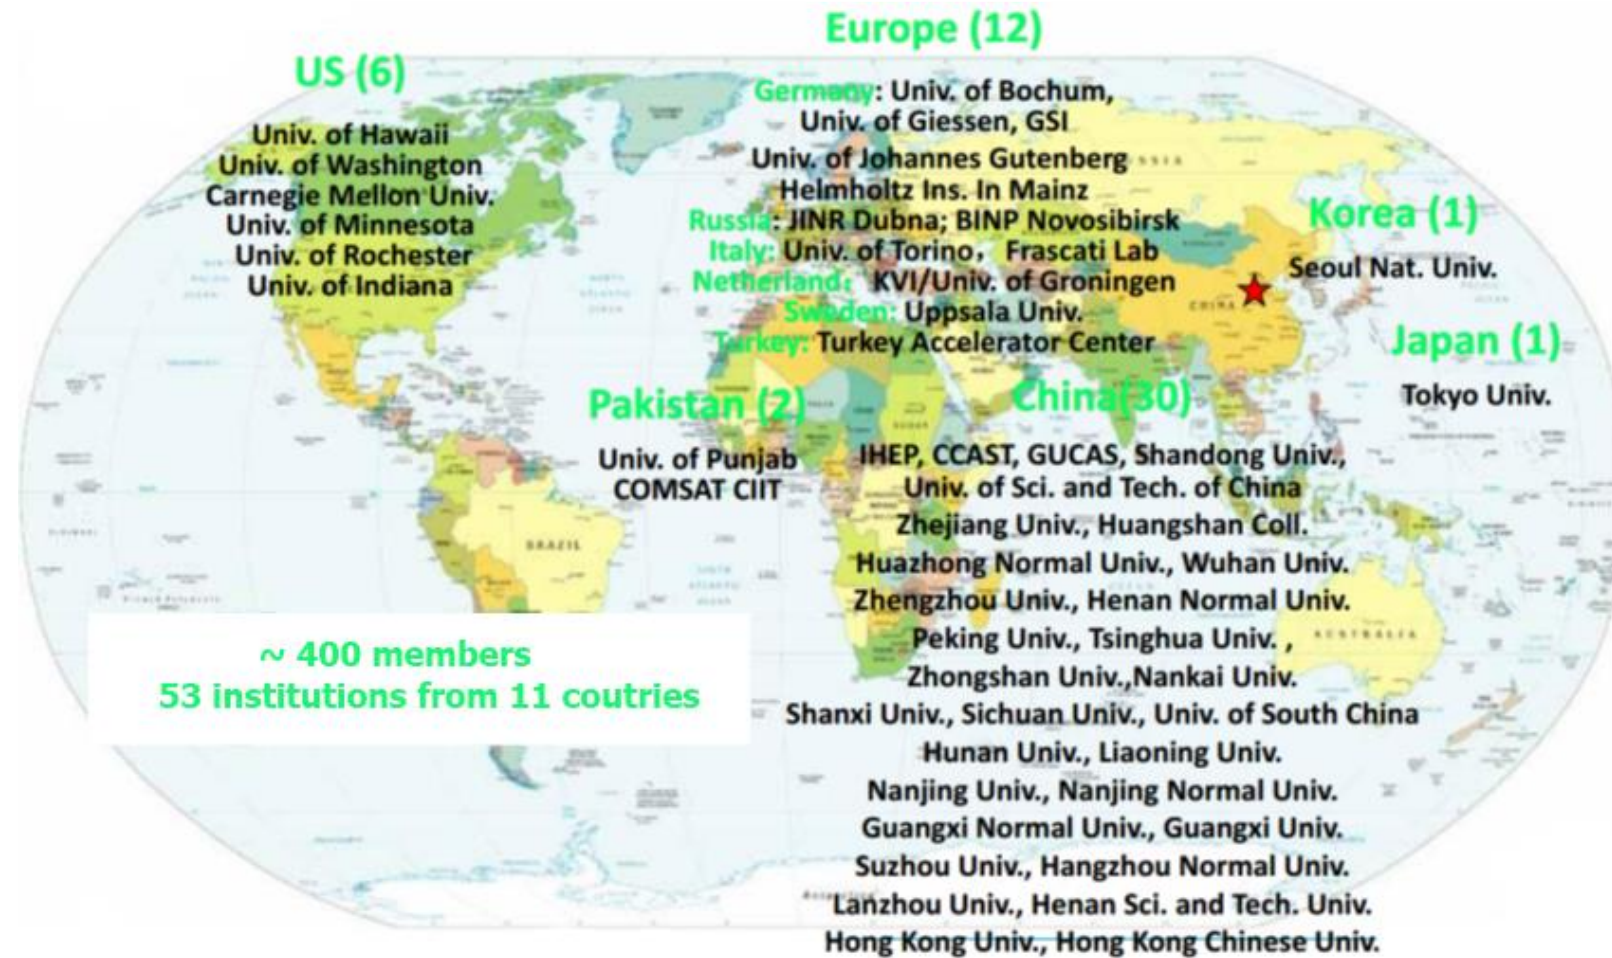 Europe (12)
US (6)
Univ. of Hawaii
Univ. of Washington
Carnegie Mellon Univ.
Univ. of Minnesota
Univ. of Rochester
Univ. of Indiana
Germany: Univ. of Bochum,
Univ. of Giessen, GSI
Univ. of Johannes Gutenberg
Helmholtz Ins. In Mainz
Russia: JINR Dubna; BINP Novosibirsk
Italy: Univ. of Torino， Frascati Lab
Netherland： KVI/Univ. of Groningen
Sweden: Uppsala Univ.
Turkey: Turkey Accelerator Center
Korea (1)
Seoul Nat. Univ.
Japan (1)
Tokyo Univ.
Pakistan (2)
Univ. of Punjab
COMSAT CIIT
China(30)
IHEP, CCAST, GUCAS, Shandong Univ.,
Univ. of Sci. and Tech. of China
Zhejiang Univ., Huangshan Coll.
Huazhong Normal Univ., Wuhan Univ.
Zhengzhou Univ., Henan Normal Univ.
Peking Univ., Tsinghua Univ. ,
Zhongshan Univ.,Nankai Univ.
Shanxi Univ., Sichuan Univ., Univ. of South China
Hunan Univ., Liaoning Univ.
Nanjing Univ., Nanjing Normal Univ.
Guangxi Normal Univ., Guangxi Univ.
Suzhou Univ., Hangzhou Normal Univ.
Lanzhou Univ., Henan Sci. and Tech. Univ.
Hong Kong Univ., Hong Kong Chinese Univ.
~ 400 members
53 institutions from 11 coutries
CHINA
BRAZIL
AUSTRALIA